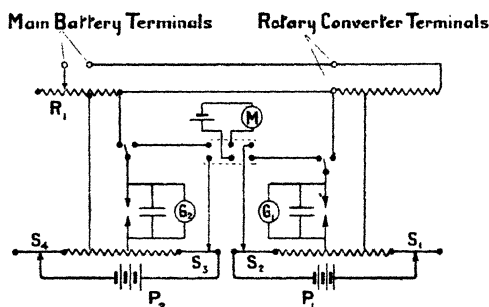 Main Battery Terminals
Rotary Converter Terminals
R₁
M
G₂
G₁
S₄
S₃
S₂
S₁
P₂
P₁